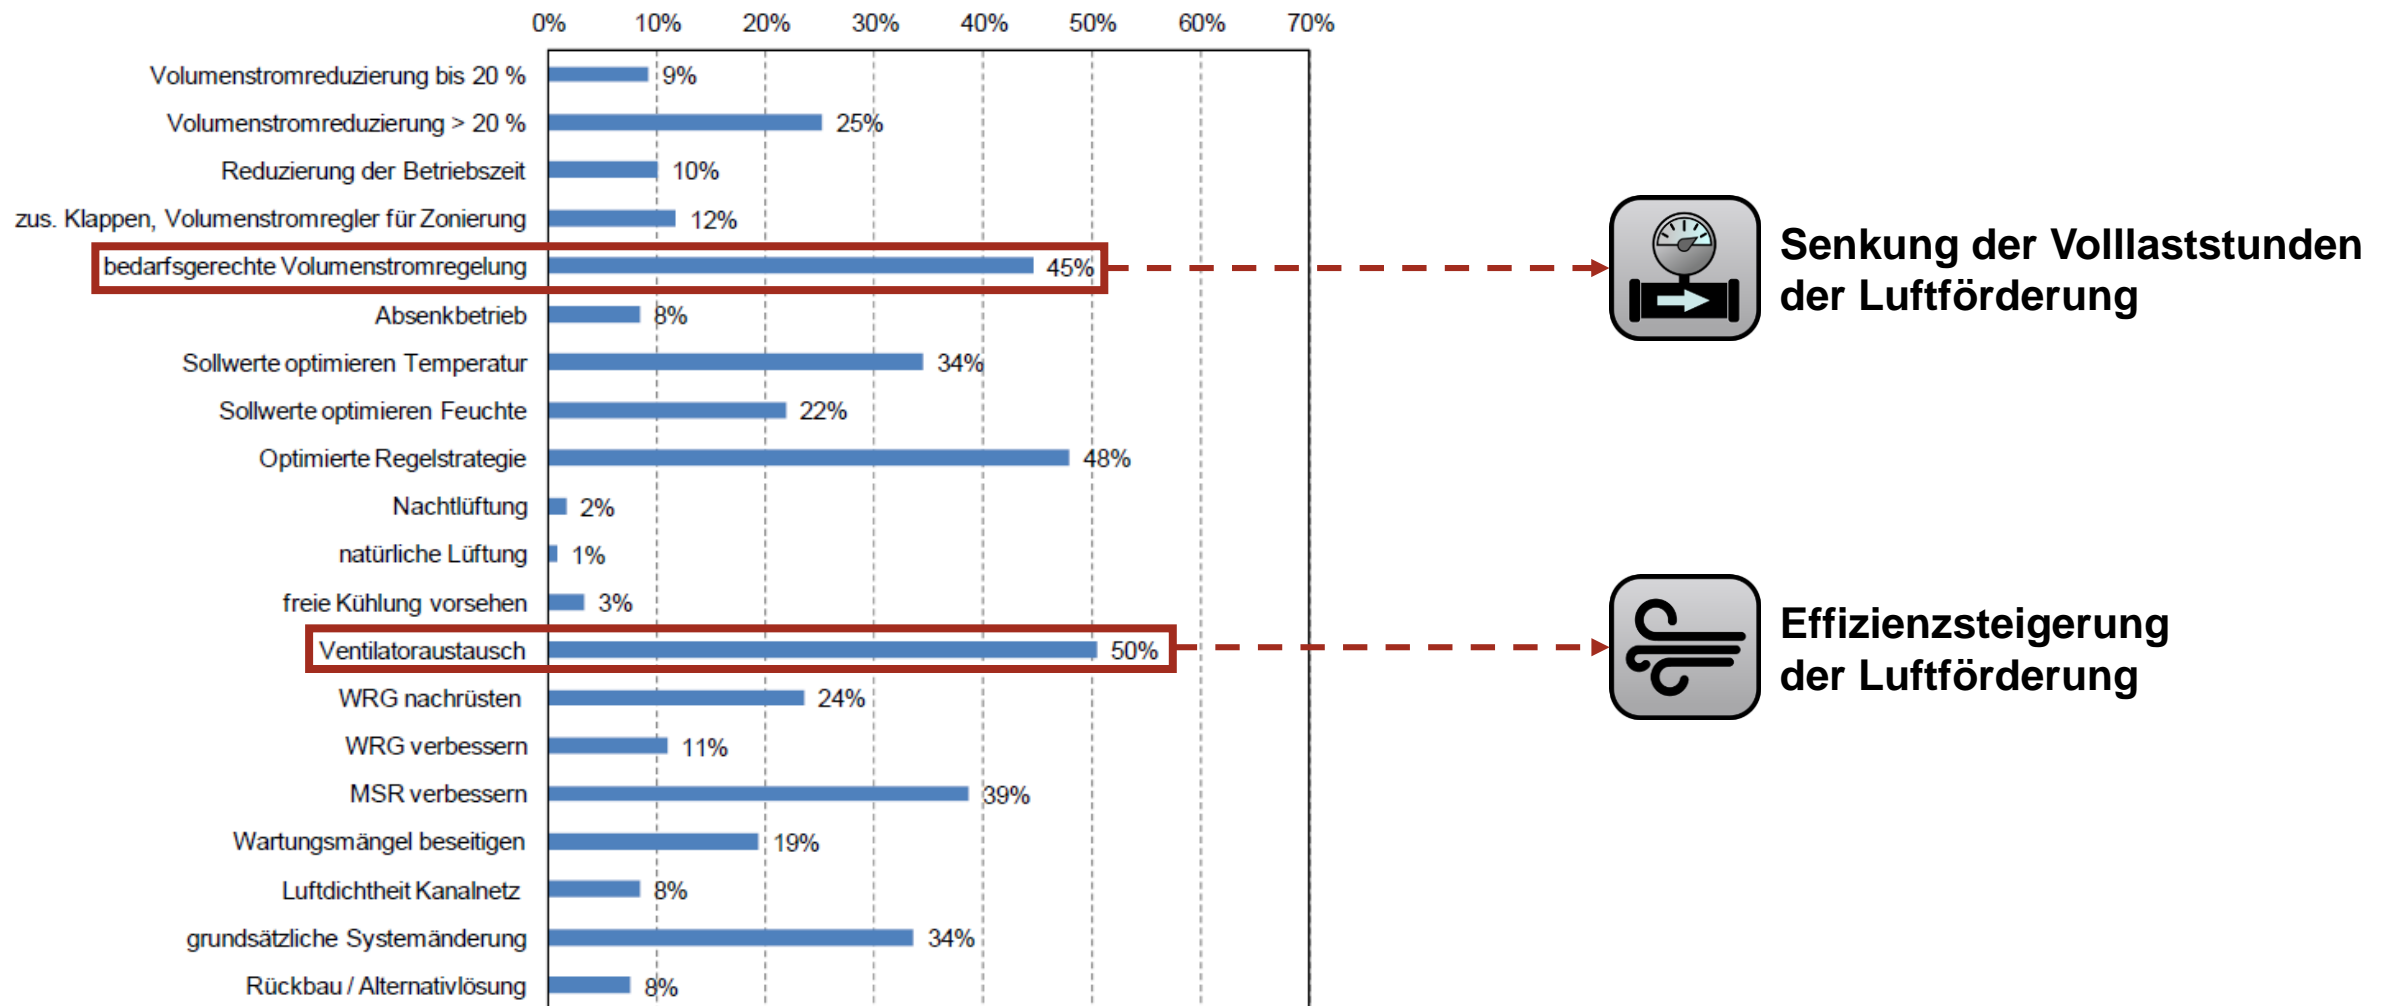 0% 10% 20% 30% 40% 50% 60% 70%
Volumenstromreduzierung bis 20 % 9%
Volumenstromreduzierung > 20 % 25%
Reduzierung der Betriebszeit 10%
zus. Klappen, Volumenstromregler für Zonierung 12%
bedarfsgerechte Volumenstromregelung 45%
Senkung der Volllaststunden
der Luftförderung
Absenkbetrieb 8%
Sollwerte optimieren Temperatur 34%
Sollwerte optimieren Feuchte 22%
Optimierte Regelstrategie 48%
Nachtlüftung 2%
natürliche Lüftung 1%
freie Kühlung vorsehen 3%
Ventilatoraustausch 50%
Effizienzsteigerung
der Luftförderung
WRG nachrüsten 24%
WRG verbessern 11%
MSR verbessern 39%
Wartungsmängel beseitigen 19%
Luftdichtheit Kanalnetz 8%
grundsätzliche Systemänderung 34%
Rückbau / Alternativlösung 8%